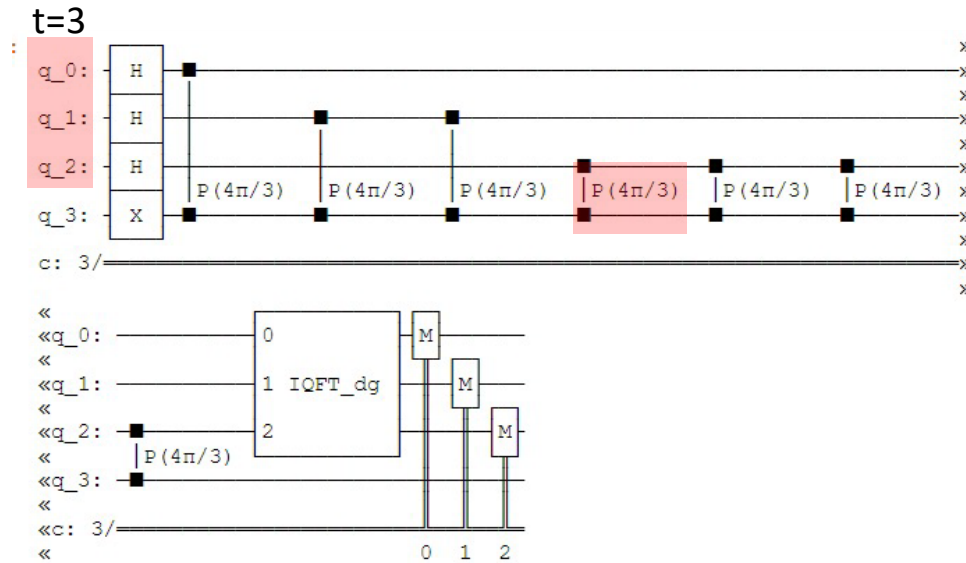 t=3
:
q_0: H »
»
q_1: H »
»
q_2: H »
P(4π/3) P(4π/3) P(4π/3) P(4π/3) P(4π/3) P(4π/3) »
q_3: X »
»
c: 3/ »
»
«
«q_0: 0 M
«
«q_1: 1 IQFT_dg M
«
«q_2: 2 M
« P(4π/3)
«q_3:
«
«c: 3/
« 0 1 2